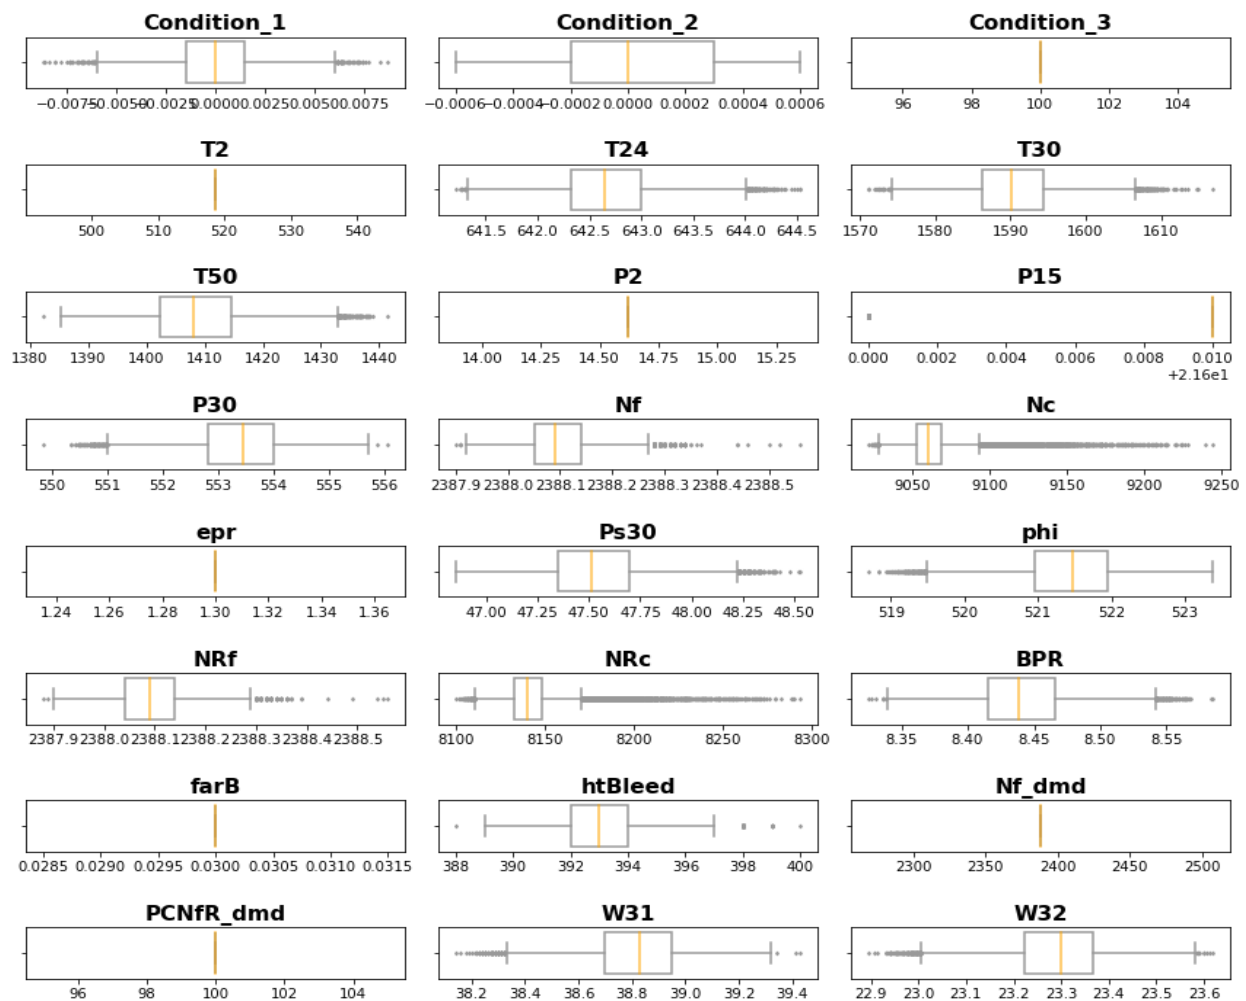 Condition_1 Condition_2 Condition_3
−0.0075 −0.0050 −0.0025 0.0000 0.0025 0.0050 0.0075 −0.0006 −0.0004 −0.0002 0.0000 0.0002 0.0004 0.0006 96 98 100 102 104
T2 T24 T30
500 510 520 530 540 641.5 642.0 642.5 643.0 643.5 644.0 644.5 1570 1580 1590 1600 1610
T50 P2 P15
1380 1390 1400 1410 1420 1430 1440 14.00 14.25 14.50 14.75 15.00 15.25 0.000 0.002 0.004 0.006 0.008 0.010
+2.16e1
P30 Nf Nc
550 551 552 553 554 555 556 2387.9 2388.0 2388.1 2388.2 2388.3 2388.4 2388.5 9050 9100 9150 9200 9250
epr Ps30 phi
1.24 1.26 1.28 1.30 1.32 1.34 1.36 47.00 47.25 47.50 47.75 48.00 48.25 48.50 519 520 521 522 523
NRf NRc BPR
2387.9 2388.0 2388.1 2388.2 2388.3 2388.4 2388.5 8100 8150 8200 8250 8300 8.35 8.40 8.45 8.50 8.55
farB htBleed Nf_dmd
0.0285 0.0290 0.0295 0.0300 0.0305 0.0310 0.0315 388 390 392 394 396 398 400 2300 2350 2400 2450 2500
PCNfR_dmd W31 W32
96 98 100 102 104 38.2 38.4 38.6 38.8 39.0 39.2 39.4 22.9 23.0 23.1 23.2 23.3 23.4 23.5 23.6